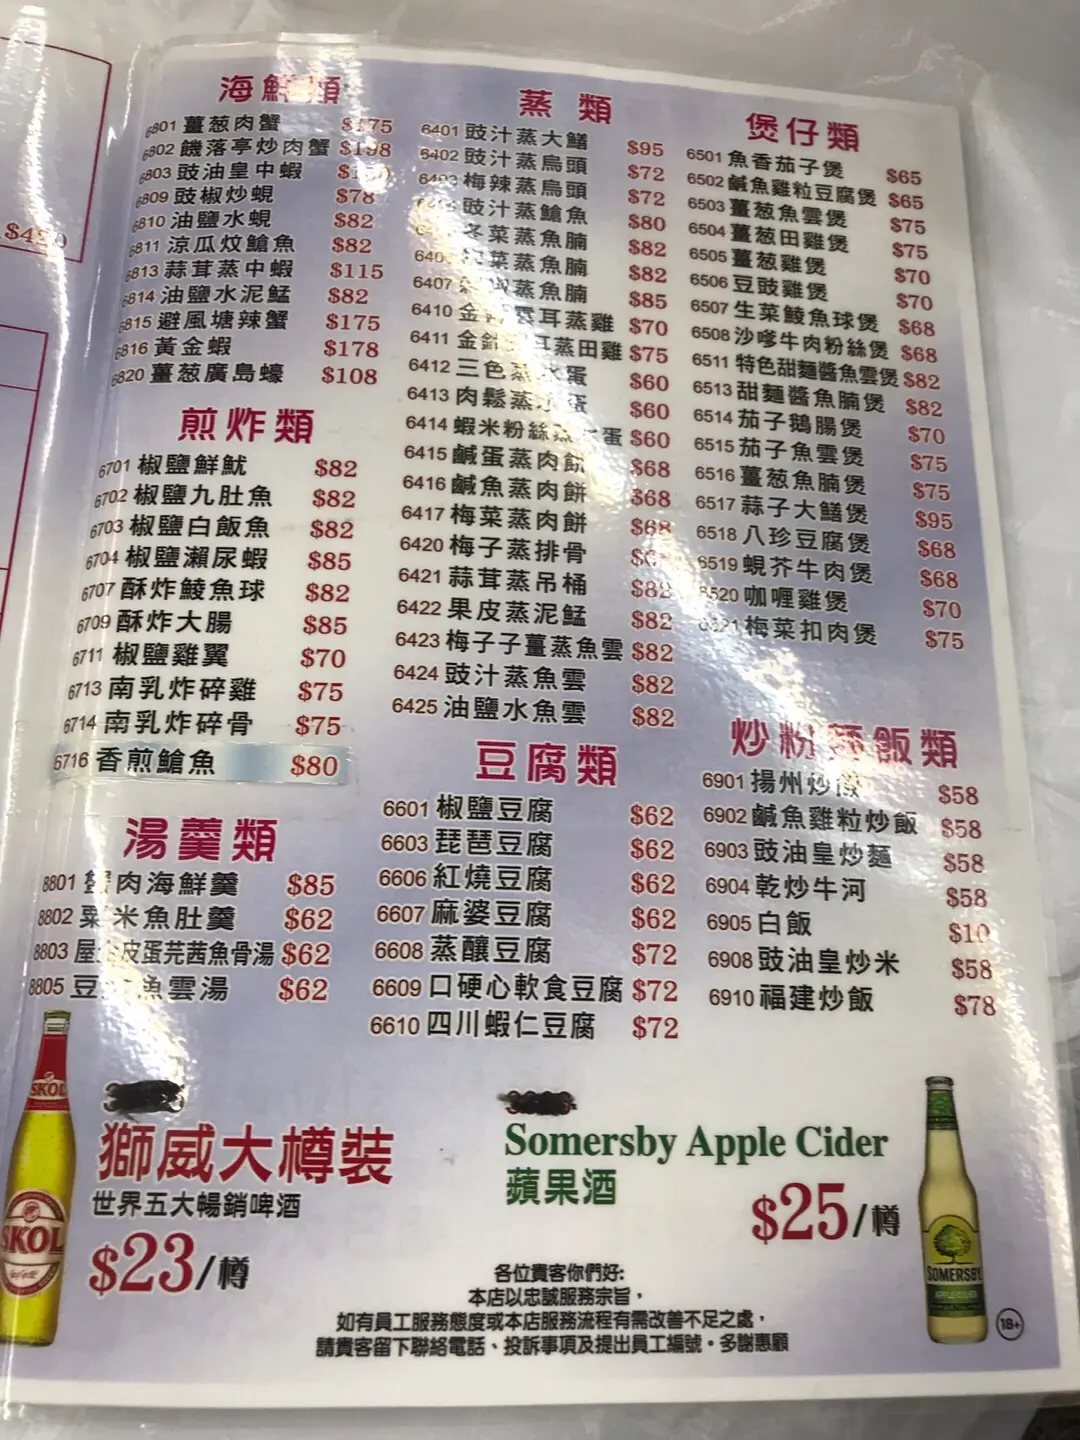 $4
海鮮類
6801 薑葱肉蟹 $175
6802 饑落亭炒肉蟹 $198
6803 豉油皇中蝦
6809 豉椒炒蜆 $78
6810 油鹽水蜆 $82
6811 涼瓜炆鱠魚 $82
6813 蒜茸蒸中蝦 $115
6814 油鹽水泥鯭 $82
6815 避風塘辣蟹 $175
6816 黃金蝦 $178
6820 薑葱廣島蠔 $108
煎炸類
6701 椒鹽鮮魷 $82
6702 椒鹽九肚魚 $82
6703 椒鹽白飯魚 $82
6704 椒鹽瀨尿蝦 $85
6707 酥炸鯪魚球 $82
6709 酥炸大腸 $85
6711 椒鹽雞翼 $70
6713 南乳炸碎雞 $75
6714 南乳炸碎骨 $75
6716 香煎鱠魚 $80
湯羹類
8801 蟹肉海鮮羹 $85
8802 粟米魚肚羹 $62
8803 皮蛋芫茜魚骨湯 $62
8805 豆 魚雲湯 $62
蒸類
6401 豉汁蒸大鱔 $95
6402 豉汁蒸烏頭 $72
6403 梅辣蒸烏頭 $72
豉汁蒸鱠魚 $80
冬菜蒸魚腩 $82
菜蒸魚腩 $82
6407 蒸魚腩 $85
6410 金 雲耳蒸雞 $70
6411 金針 耳蒸田雞 $75
6412 三色蒸水蛋 $60
6413 肉鬆蒸水蛋 $60
6414 蝦米粉絲蒸 蛋 $60
6415 鹹蛋蒸肉餅 $68
6416 鹹魚蒸肉餅 $68
6417 梅菜蒸肉餅 $68
6420 梅子蒸排骨
6421 蒜茸蒸吊桶 $82
6422 果皮蒸泥鯭 $82
6423 梅子子薑蒸魚雲 $82
6424 豉汁蒸魚雲 $82
6425 油鹽水魚雲 $82
豆腐類
6601 椒鹽豆腐 $62
6603 琵琶豆腐 $62
6606 紅燒豆腐 $62
6607 麻婆豆腐 $62
6608 蒸釀豆腐 $72
6609 口硬心軟食豆腐 $72
6610 四川蝦仁豆腐 $72
煲仔類
6501 魚香茄子煲 $65
6502 鹹魚雞粒豆腐煲 $65
6503 薑葱魚雲煲 $75
6504 薑葱田雞煲 $75
6505 薑葱雞煲 $70
6506 豆豉雞煲 $70
6507 生菜鯪魚球煲 $68
6508 沙嗲牛肉粉絲煲 $68
6511 特色甜麵醬魚雲煲 $82
6513 甜麵醬魚腩煲 $82
6514 茄子鵝腸煲 $70
6515 茄子魚雲煲 $75
6516 薑葱魚腩煲 $75
6517 蒜子大鱔煲 $95
6518 八珍豆腐煲 $68
6519 蜆芥牛肉煲 $68
6520 咖喱雞煲 $70
6521 梅菜扣肉煲 $75
炒粉麵飯類
6901 揚州炒飯 $58
6902 鹹魚雞粒炒飯 $58
6903 豉油皇炒麵 $58
6904 乾炒牛河 $58
6905 白飯 $10
6908 豉油皇炒米 $58
6910 福建炒飯 $78
SKOL
SKOL
獅威大樽裝
世界五大暢銷啤酒
$23/樽
Somersby Apple Cider
蘋果酒
$25/樽
SOMERSBY
APPLE CIDER
18+
各位貴客你們好:
本店以忠誠服務宗旨，
如有員工服務態度或本店服務流程有需改善不足之處，
請貴客留下聯絡電話、投訴事項及提出員工編號。多謝惠顧